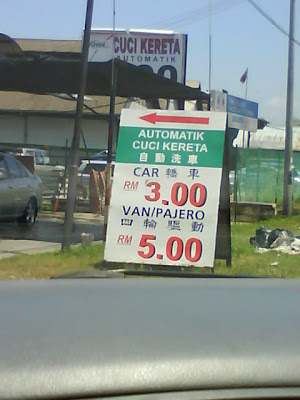 CUCI KERETA
AUTOMATIK
AUTOMATIK
CUCI KERETA
自動洗車
CAR 轎車
RM 3.00
VAN/PAJERO
四輪驅動
RM 5.00